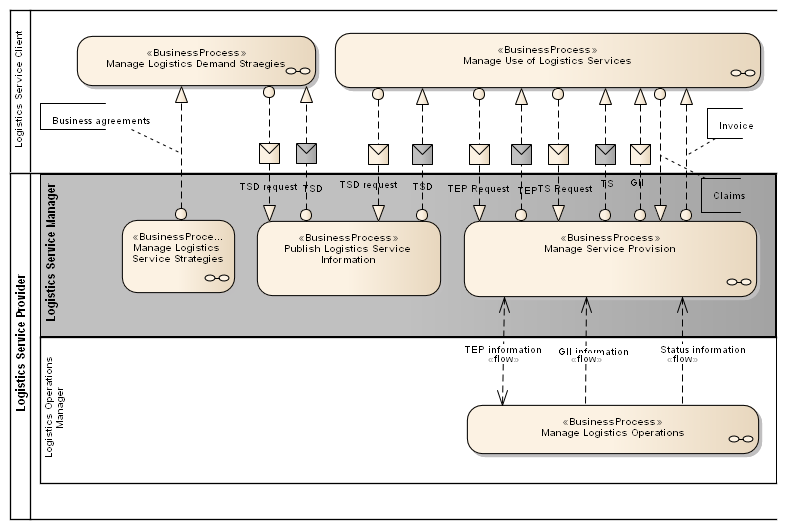 Logistics Service Client
«BusinessProcess»
Manage Logistics Demand Straegies
«BusinessProcess»
Manage Use of Logistics Services
Business agreements
Invoice
Claims
TSD request
TSD
TSD request
TSD
TEP Request
TEP
TS Request
TS
GII
Logistics Service Provider
Logistics Service Manager
«BusinessProce...
Manage Logistics
Service Strategies
«BusinessProcess»
Publish Logistics Service
Information
«BusinessProcess»
Manage Service Provision
TEP information
«flow»
GII information
«flow»
Status information
«flow»
Logistics Operations
Manager
«BusinessProcess»
Manage Logistics Operations